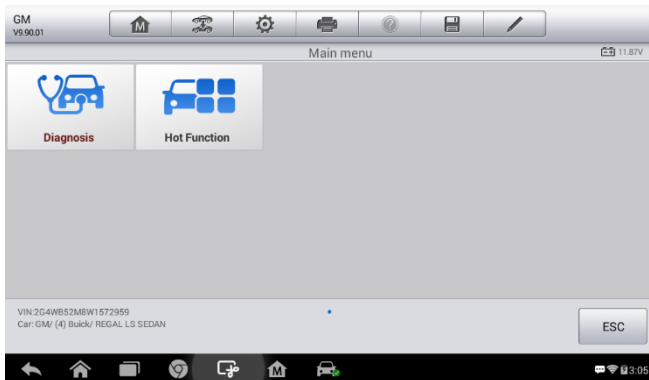 GM
V9.90.01
M
?
Main menu
11.87V
Diagnosis
Hot Function
VIN:2G4WB52M8W1572959
Car: GM/ (4) Buick/ REGAL LS SEDAN
ESC
M
3:05